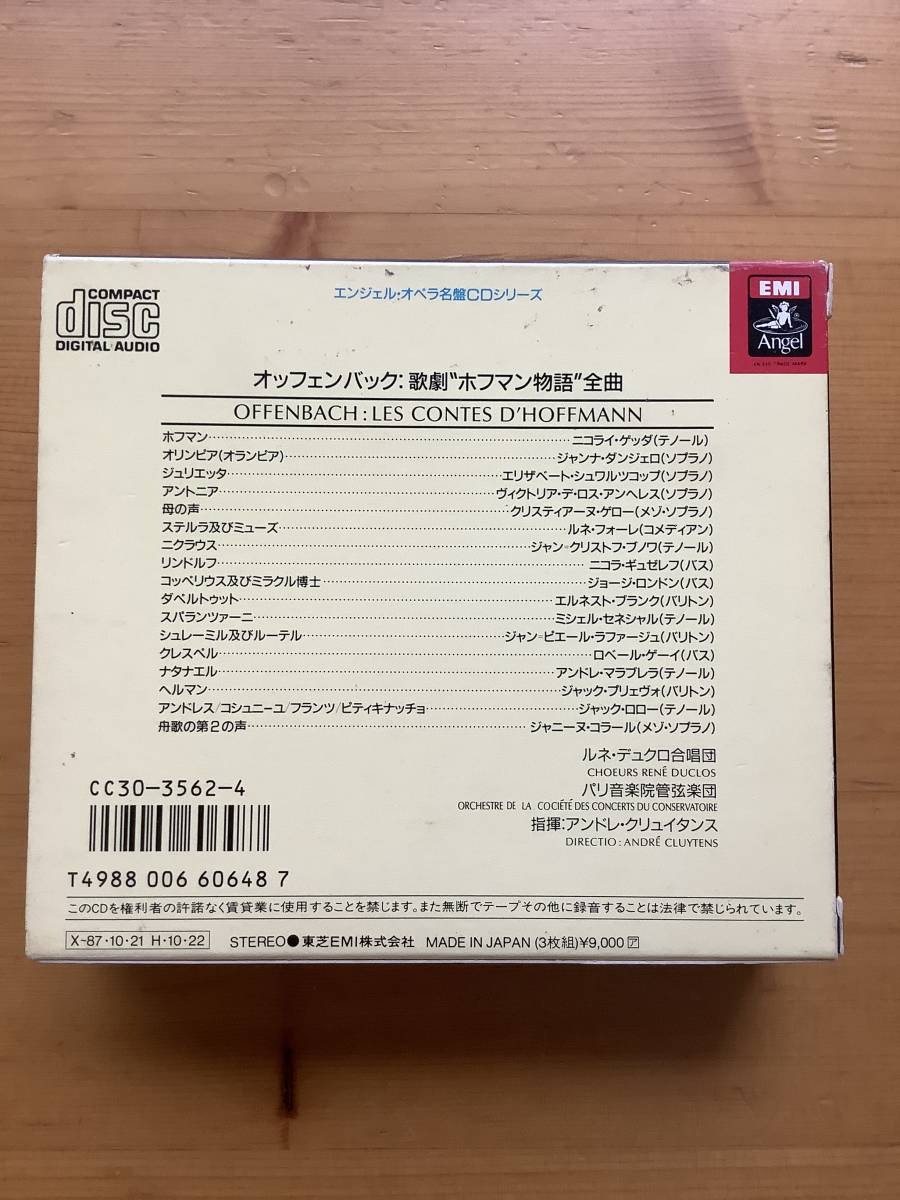 COMPACT
disc
DIGITAL AUDIO
エンジェル・オペラ名盤CDシリーズ
EMI
Angel
オッフェンバック：歌劇“ホフマン物語”全曲
OFFENBACH : LES CONTES D'HOFFMANN
ホフマン……ニコライ・ゲッダ(テノール)
オリンピア(オランピア)……ジャンナ・ダンジェロ(ソプラノ)
ジュリエッタ……エリザベート・シュワルツコップ(ソプラノ)
アントニア……ヴィクトリア・デ・ロス・アンヘレス(ソプラノ)
母の声……クリスティアーヌ・ゲロー(メゾ・ソプラノ)
ステルラ及びミューズ……ルネ・フォーレ(コメディアン)
ニクラウス……ジャン=クリストフ・ブノワ(テノール)
リンドルフ……ニコラ・ギュゼレフ(バス)
コッペリウス及びミラクル博士……ジョージ・ロンドン(バス)
ダペルトゥット……エルネスト・ブランク(バリトン)
スパランツァーニ……ミシェル・セネシャル(テノール)
シュレーミル及びルーテル……ジャン=ピエール・ラファージュ(バリトン)
クレスペル……ロベール・ゲーイ(バス)
ナタナエル……アンドレ・マラブレラ(テノール)
ヘルマン……ジャック・プリェヴォ(バリトン)
アンドレス/コシュニーユ/フランツ/ピティキナッチョ……ジャック・ロロー(テノール)
舟歌の第2の声……ジャニーヌ・コラール(メゾ・ソプラノ)
ルネ・デュクロ合唱団
CHOEURS RENÉ DUCLOS
パリ音楽院管弦楽団
ORCHESTRE DE LA COCIÉTÉ DES CONCERTS DU CONSERVATOIRE
指揮：アンドレ・クリュイタンス
DIRECTIO : ANDRÉ CLUYTENS
CC30-3562-4
T4988 006 60648 7
このCDを権利者の許諾なく賃貸業に使用することを禁じます。また無断でテープその他に録音することは法律で禁じられています。
X-87・10・21 H・10・22 STEREO●東芝EMI株式会社 MADE IN JAPAN (3枚組)¥9,000 ア